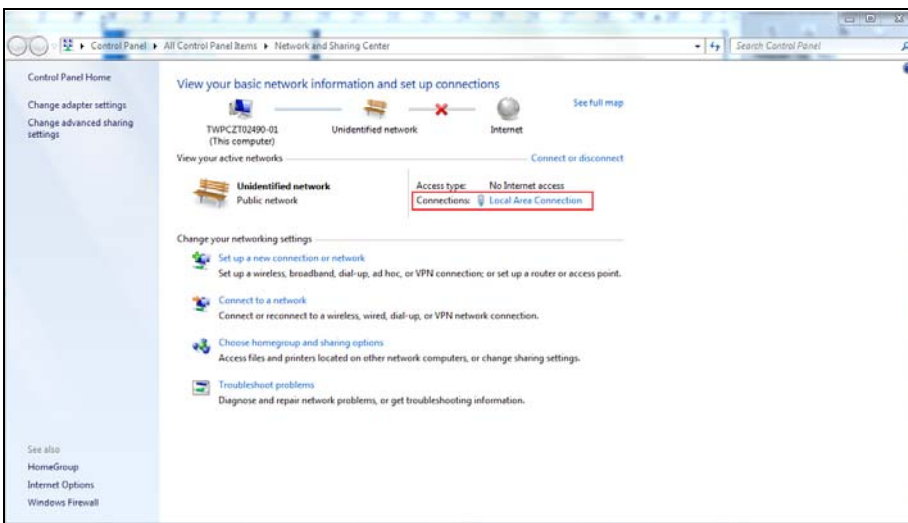 Control Panel ▸ All Control Panel Items ▸ Network and Sharing Center
Search Control Panel
Control Panel Home
Change adapter settings
Change advanced sharing
settings
View your basic network information and set up connections
See full map
TWPCZT02490-01
(This computer)
Unidentified network
Internet
View your active networks
Connect or disconnect
Unidentified network
Public network
Access type: No Internet access
Connections: Local Area Connection
Change your networking settings
Set up a new connection or network
Set up a wireless, broadband, dial-up, ad hoc, or VPN connection; or set up a router or access point.
Connect to a network
Connect or reconnect to a wireless, wired, dial-up, or VPN network connection.
Choose homegroup and sharing options
Access files and printers located on other network computers, or change sharing settings.
Troubleshoot problems
Diagnose and repair network problems, or get troubleshooting information.
See also
HomeGroup
Internet Options
Windows Firewall